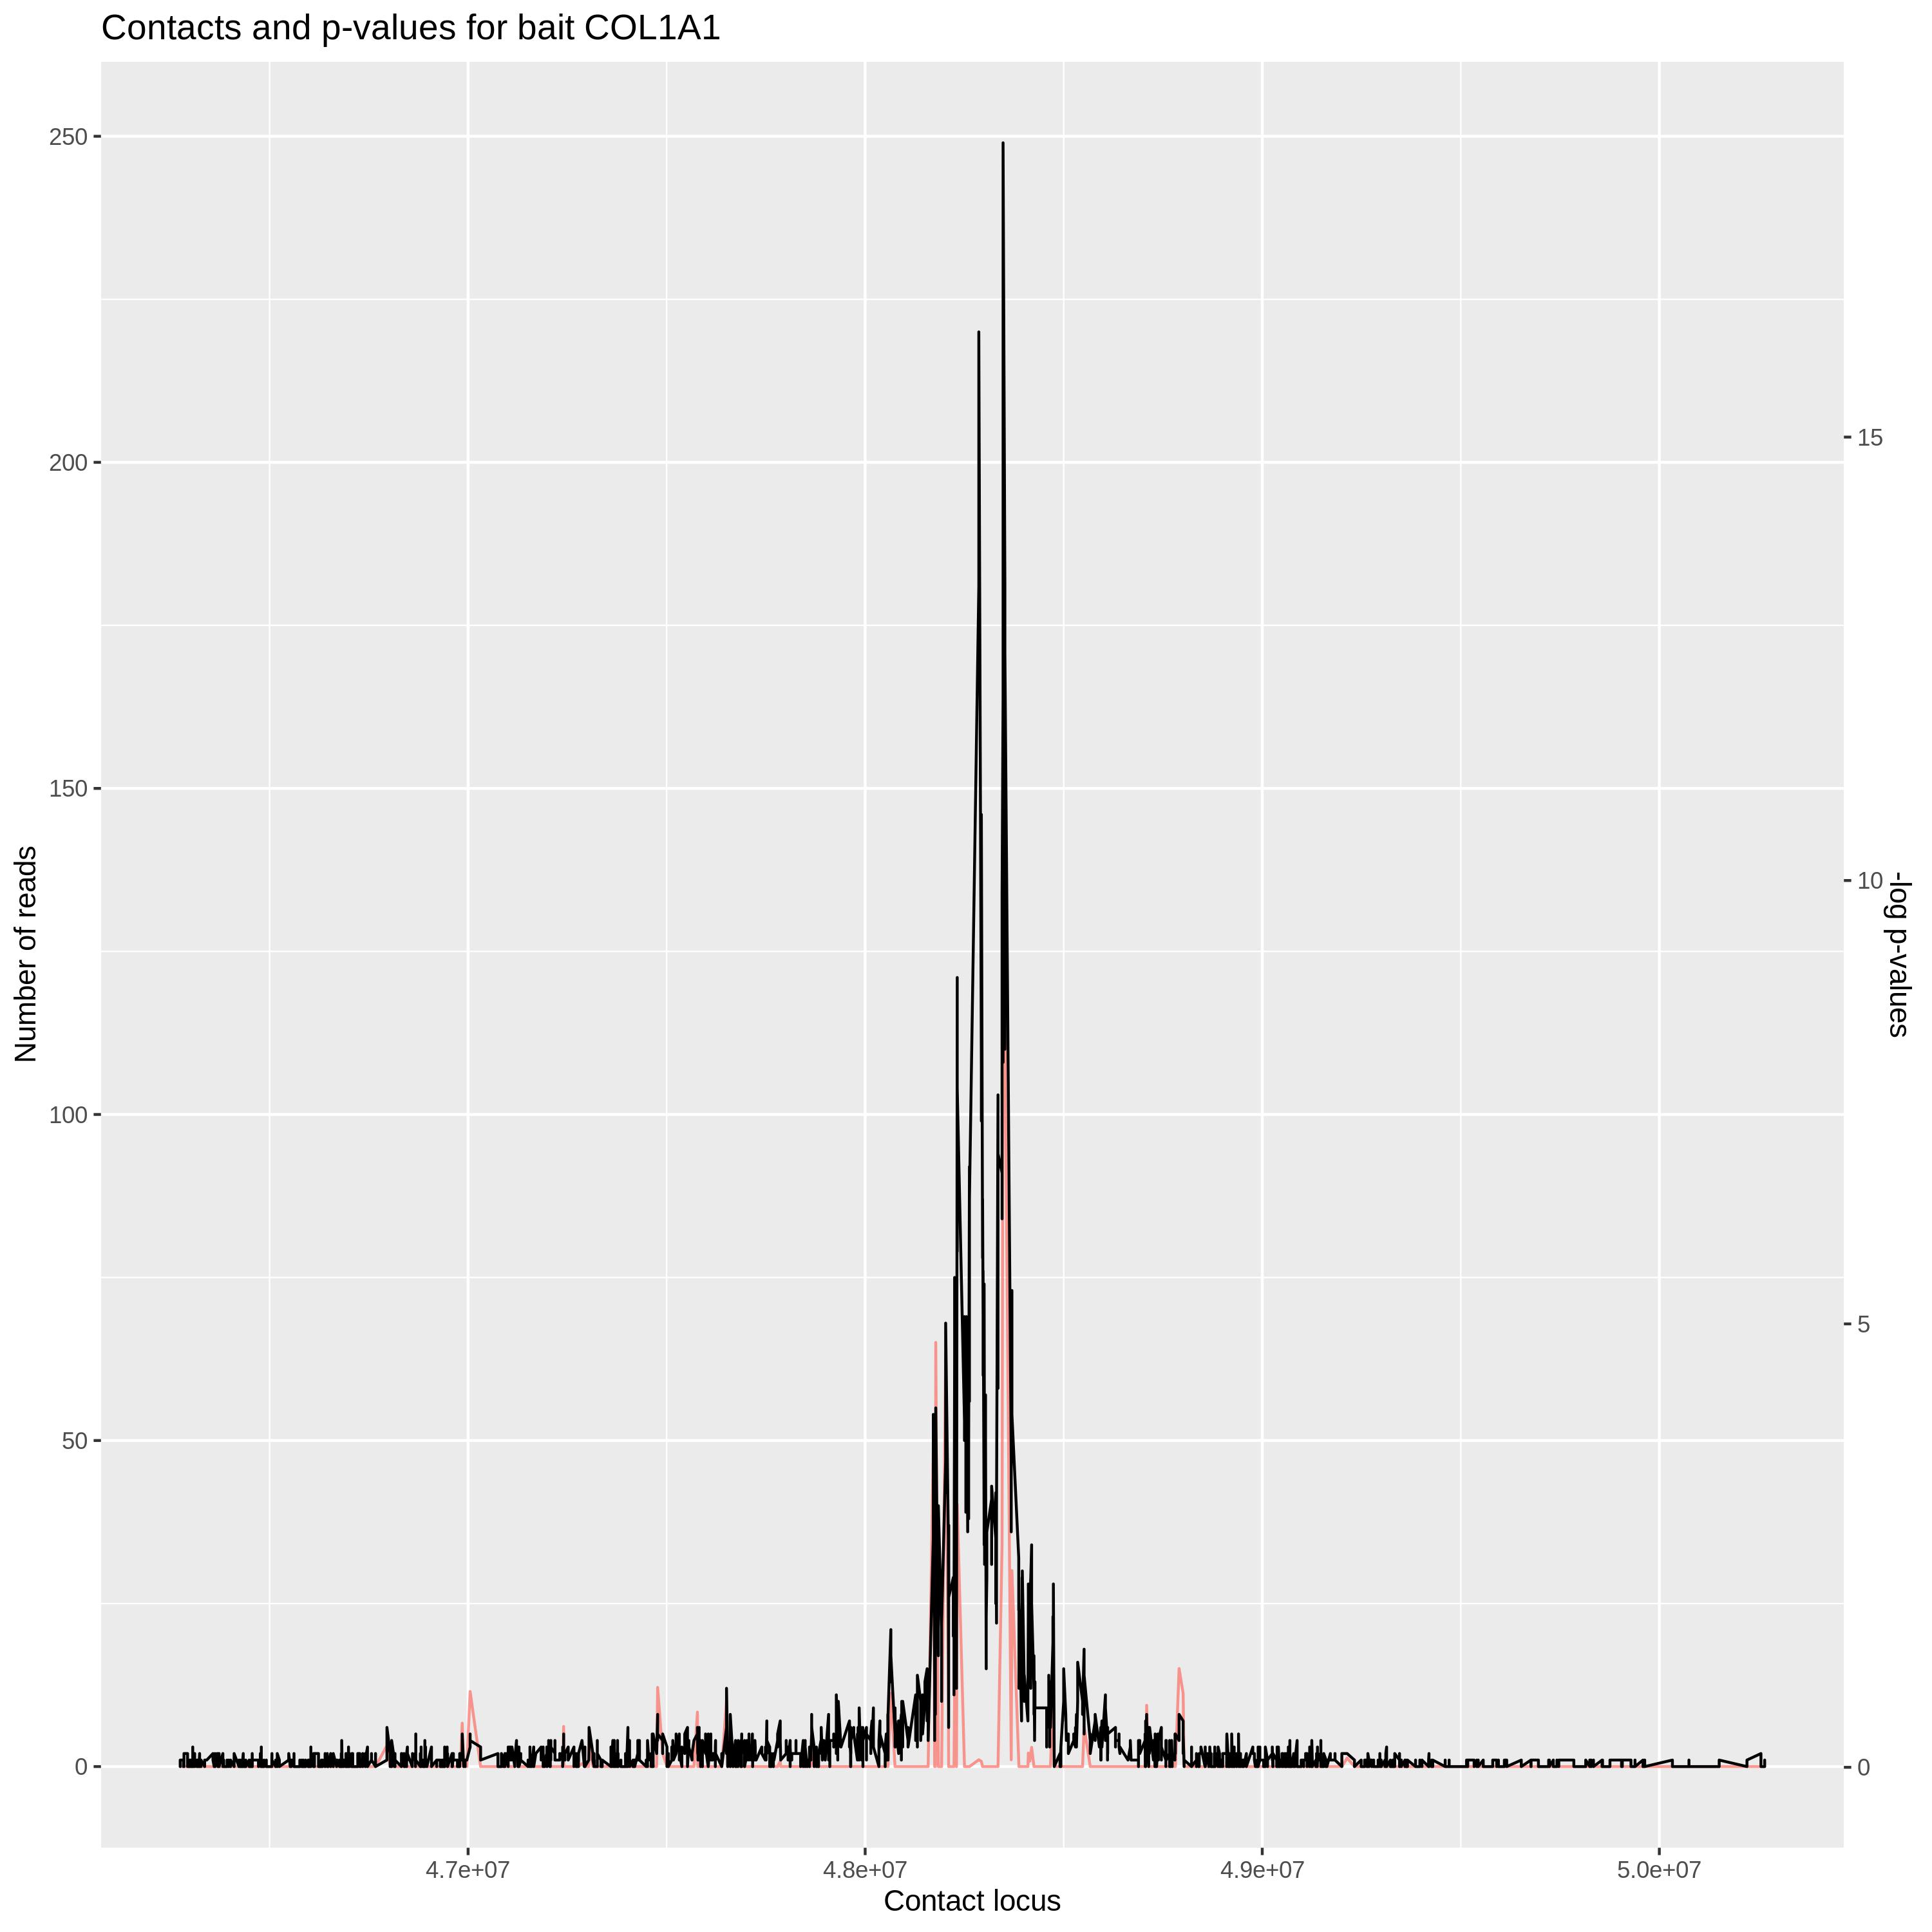 Contacts and p-values for bait COL1A1
250
200
150
100
50
0
Number of reads
15
10
5
0
-log p-values
4.7e+07
4.8e+07
4.9e+07
5.0e+07
Contact locus